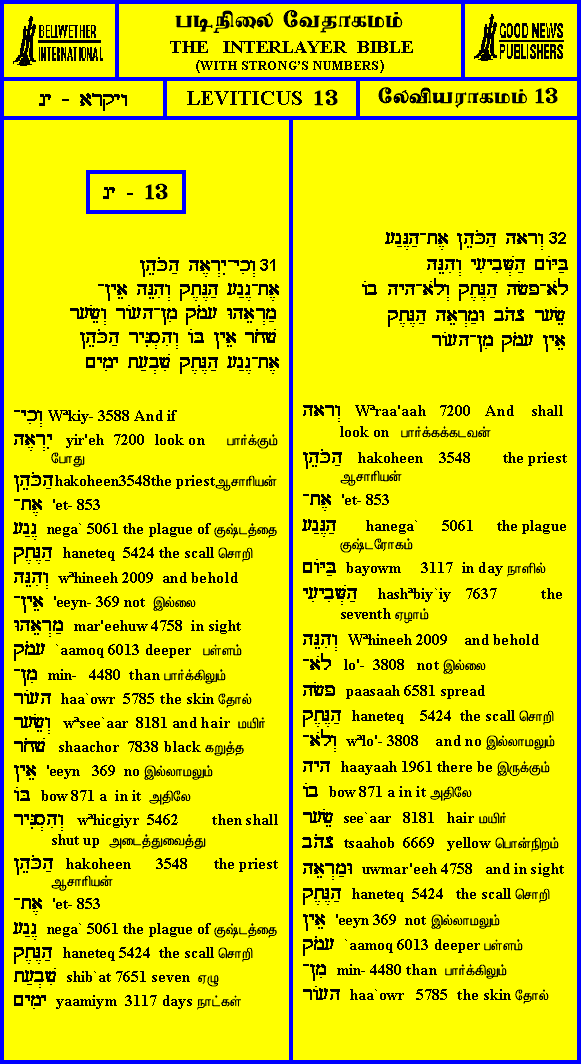 BELLWETHER
INTERNATIONAL
படிநிலை வேதாகமம்
THE INTERLAYER BIBLE
(WITH STRONG'S NUMBERS)
GOOD NEWS
PUBLISHERS
ויקרא - יג
LEVITICUS 13
லேவியராகமம் 13
יג - 13
31 וְכִי־יִרְאֶה הַכֹּהֵן
אֶת־נֶגַע הַנֶּתֶק וְהִנֵּה אֵין־
מַרְאֵהוּ עָמֹק מִן־הָעוֹר וְשֵׂעָר
שָׁחֹר אֵין בּוֹ וְהִסְגִּיר הַכֹּהֵן
אֶת־נֶגַע הַנֶּתֶק שִׁבְעַת יָמִים
וְכִי־ Wªkiy- 3588 And if
יִרְאֶה yir'eh 7200 look on பார்க்கும்
போது
הַכֹּהֵן hakoheen3548the priestஆசாரியன்
אֶת־ 'et- 853
נֶגַע nega` 5061 the plague of குஷ்டத்தை
הַנֶּתֶק haneteq 5424 the scall சொறி
וְהִנֵּה wªhineeh 2009 and behold
אֵין־ 'eeyn- 369 not இல்லை
מַרְאֵהוּ mar'eehuw 4758 in sight
עָמֹק `aamoq 6013 deeper பள்ளம்
מִן־ min- 4480 than பார்க்கிலும்
הָעוֹר haa`owr 5785 the skin தோல்
וְשֵׂעָר wªsee`aar 8181 and hair மயிர்
שָׁחֹר shaachor 7838 black கறுத்த
אֵין 'eeyn 369 no இல்லாமலும்
בּוֹ bow 871 a in it அதிலே
וְהִסְגִּיר wªhicgiyr 5462 then shall
shut up அடைத்துவைத்து
הַכֹּהֵן hakoheen 3548 the priest
ஆசாரியன்
אֶת־ 'et- 853
נֶגַע nega` 5061 the plague of குஷ்டத்தை
הַנֶּתֶק haneteq 5424 the scall சொறி
שִׁבְעַת shib`at 7651 seven ஏழு
יָמִים yaamiym 3117 days நாட்கள்
32 וְרָאה הַכֹּהֵן אֶת־הַנֶּגַע
בַּיּוֹם הַשְּׁבִיעִי וְהִנֵּה
לֹא־פָשָׂה הַנֶּתֶק וְלֹא־הָיָה בוֹ
שֵׂעָר צָהֹב וּמַרְאֵה הַנֶּתֶק
אֵין עָמֹק מִן־הָעוֹר
וְרָאה Wªraa'aah 7200 And shall
look on பார்க்கக்கடவன்
הַכֹּהֵן hakoheen 3548 the priest
ஆசாரியன்
אֶת־ 'et- 853
הַנֶּגַע hanega` 5061 the plague
குஷ்டரோகம்
בַּיּוֹם bayowm 3117 in day நாளில்
הַשְּׁבִיעִי hashªbiy`iy 7637 the
seventh ஏழாம்
וְהִנֵּה Wªhineeh 2009 and behold
לֹא־ lo'- 3808 not இல்லை
פָשָׂה paasaah 6581 spread
הַנֶּתֶק haneteq 5424 the scall சொறி
וְלֹא־ wªlo'- 3808 and no இல்லாமலும்
הָיָה haayaah 1961 there be இருக்கும்
בוֹ bow 871 a in it அதிலே
שֵׂעָר see`aar 8181 hair மயிர்
צָהֹב tsaahob 6669 yellow பொன்நிறம்
וּמַרְאֵה uwmar'eeh 4758 and in sight
הַנֶּתֶק haneteq 5424 the scall சொறி
אֵין 'eeyn 369 not இல்லாமலும்
עָמֹק `aamoq 6013 deeper பள்ளம்
מִן־ min- 4480 than பார்க்கிலும்
הָעוֹר haa`owr 5785 the skin தோல்